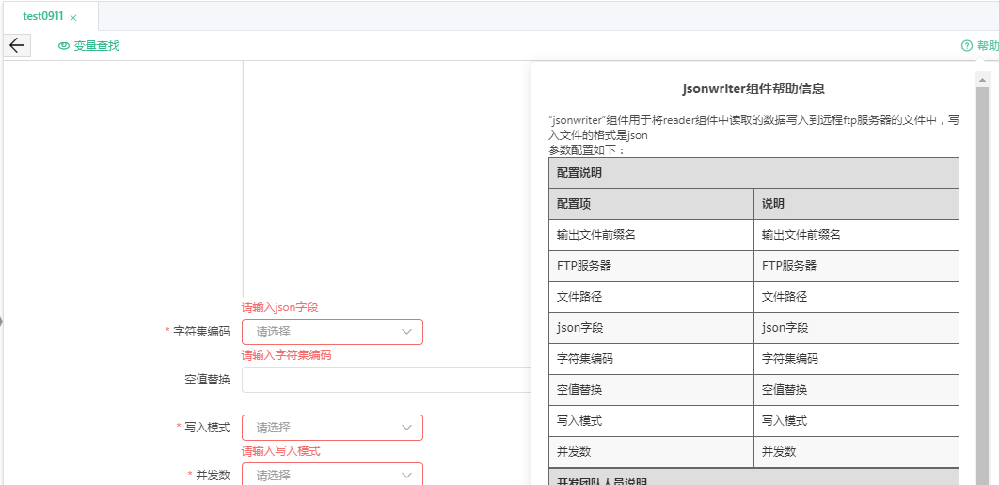 test0911 ×
变量查找
帮助
请输入json字段
* 字符集编码 请选择
请输入字符集编码
空值替换
* 写入模式 请选择
请输入写入模式
* 并发数 请选择
jsonwriter组件帮助信息
"jsonwriter"组件用于将reader组件中读取的数据写入到远程ftp服务器的文件中，写
入文件的格式是json
参数配置如下：
配置说明
配置项 说明
输出文件前缀名 输出文件前缀名
FTP服务器 FTP服务器
文件路径 文件路径
json字段 json字段
字符集编码 字符集编码
空值替换 空值替换
写入模式 写入模式
并发数 并发数
开发团队人员说明